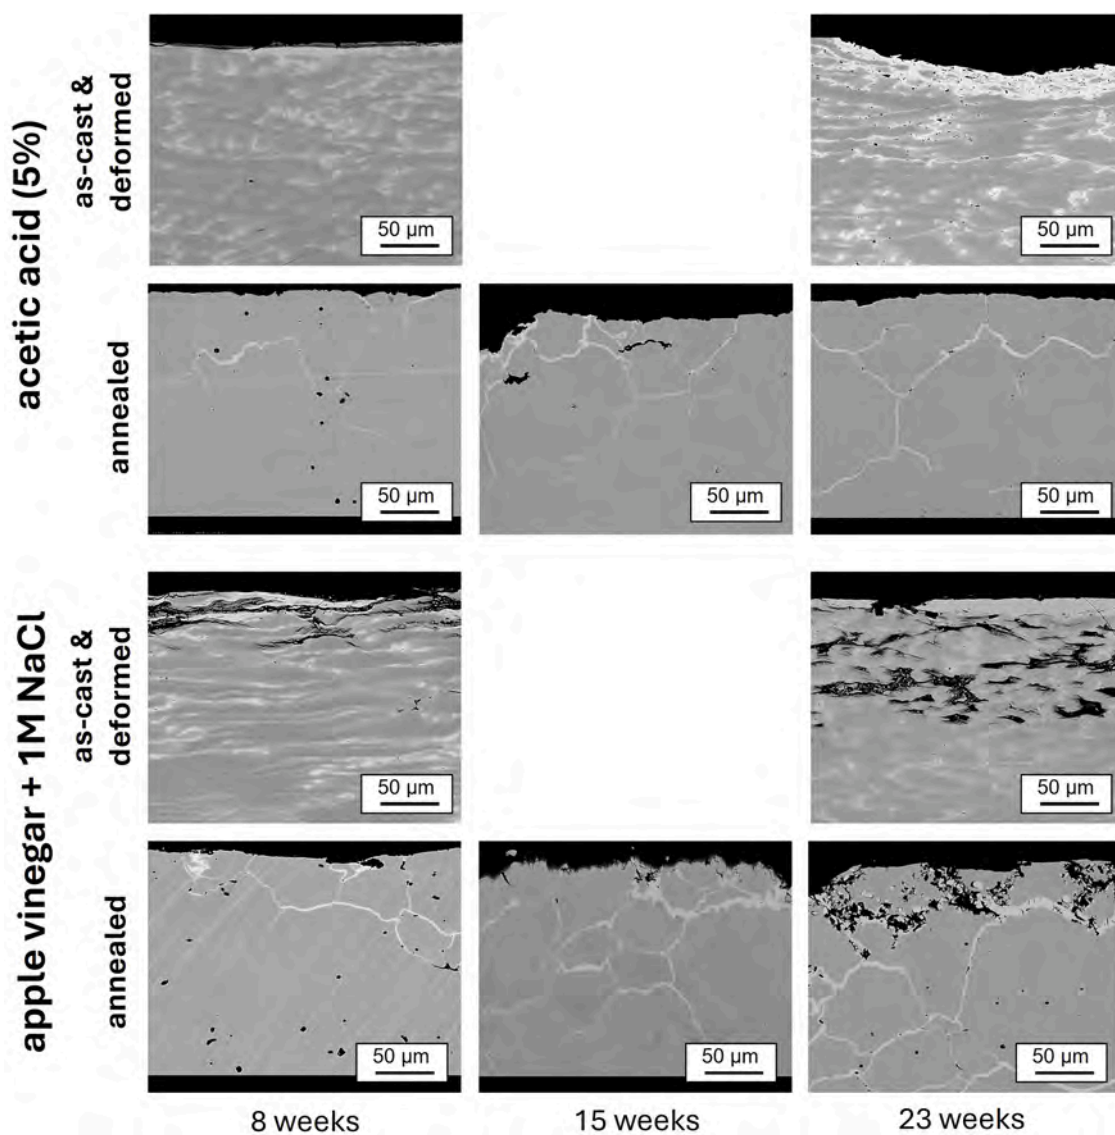 acetic acid (5%)
as-cast &
deformed
50 µm
50 µm
annealed
50 µm
50 µm
50 µm
apple vinegar + 1M NaCl
as-cast &
deformed
50 µm
50 µm
annealed
50 µm
50 µm
50 µm
8 weeks
15 weeks
23 weeks